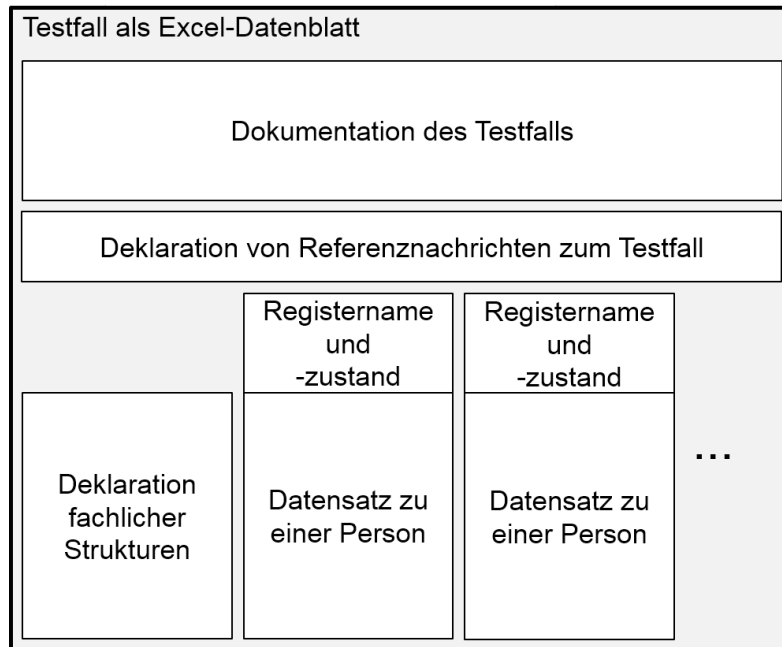 Testfall als Excel-Datenblatt
Dokumentation des Testfalls
Deklaration von Referenznachrichten zum Testfall
Registername
und
-zustand
Registername
und
-zustand
Deklaration
fachlicher
Strukturen
Datensatz zu
einer Person
Datensatz zu
einer Person
...